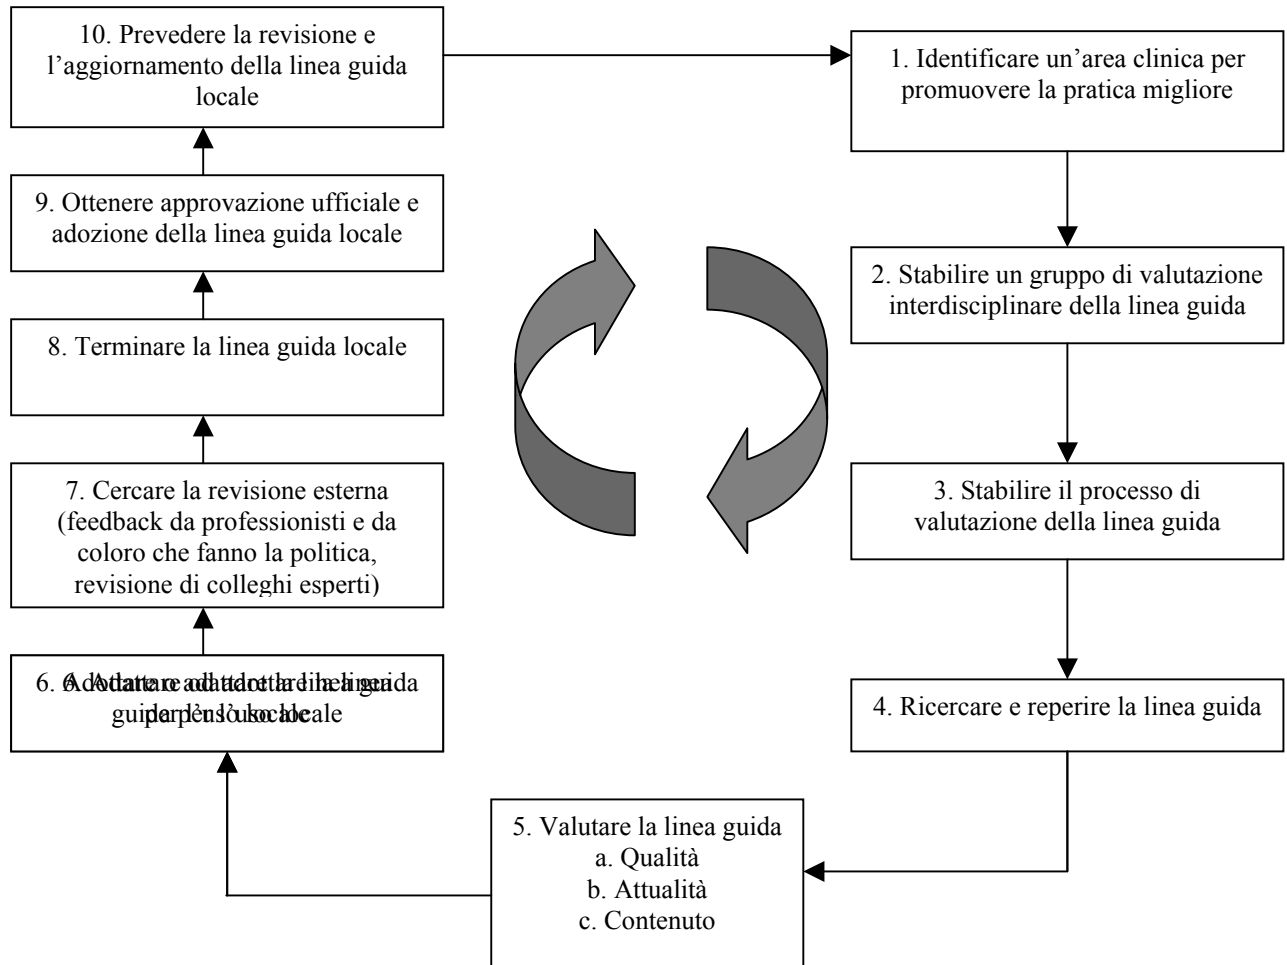 1. Identificare un'area clinica per
promuovere la pratica migliore
2. Stabilire un gruppo di valutazione
interdisciplinare della linea guida
3. Stabilire il processo di
valutazione della linea guida
4. Ricercare e reperire la linea guida
5. Valutare la linea guida
a. Qualità
b. Attualità
c. Contenuto
6. guida
guida locale
7. Cercare la revisione esterna
(feedback da professionisti e da
coloro che fanno la politica,
revisione di colleghi esperti)
8. Terminare la linea guida locale
9. Ottenere approvazione ufficiale e
adozione della linea guida locale
10. Prevedere la revisione e
l'aggiornamento della linea guida
locale